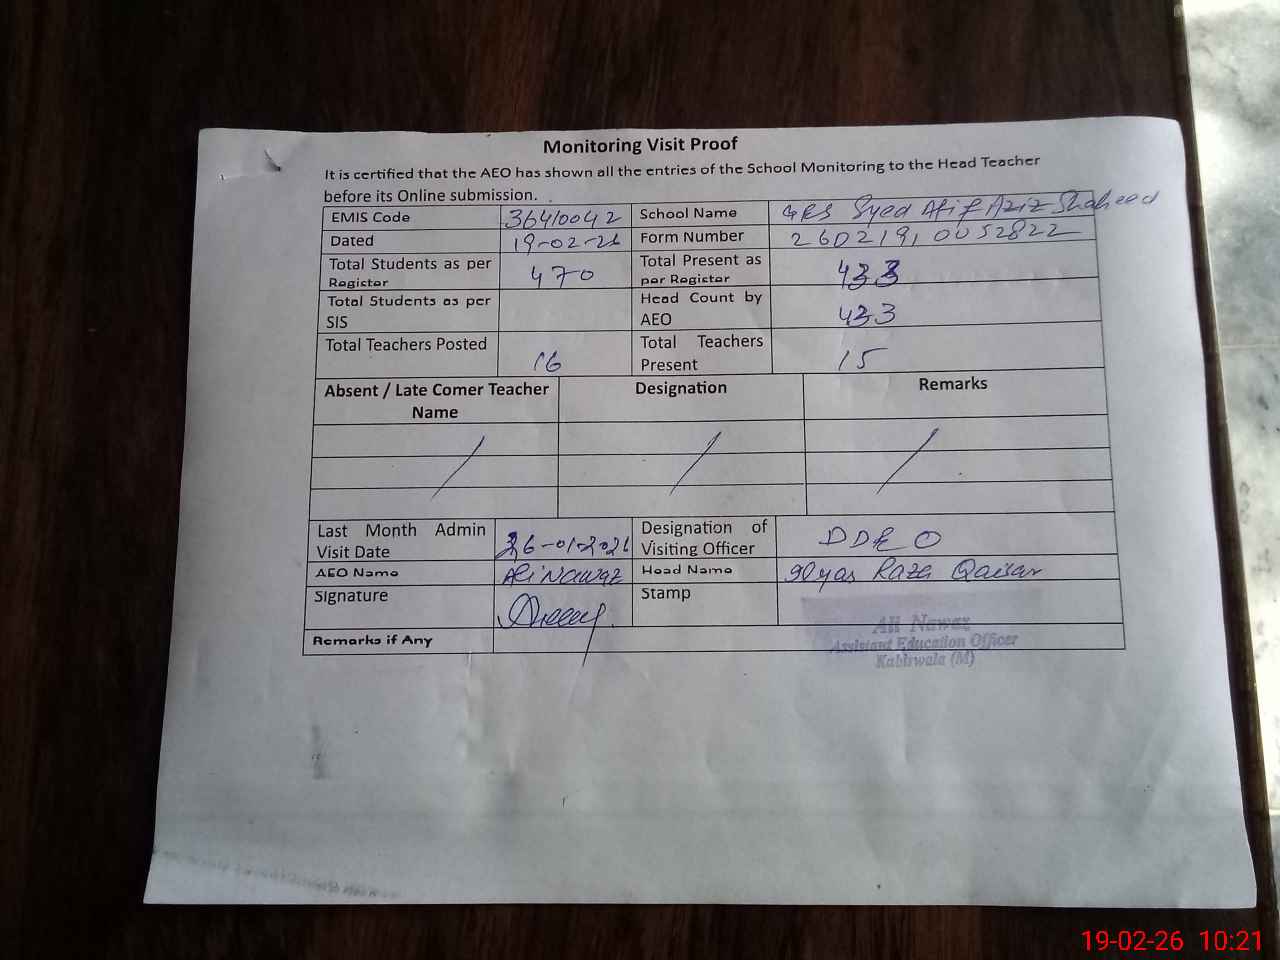 Monitoring Visit Proof
It is certified that the AEO has shown all the entries of the School Monitoring to the Head Teacher
before its Online submission.
EMIS Code 36410042 School Name Syed Atif Aziz Shaheed
Dated 19-02-26 Form Number 260219, 0052822
Total Students as per Register 470 Total Present as per Register 433
Total Students as per SIS Head Count by AEO 433
Total Teachers Posted 16 Total Teachers Present 15
Absent / Late Comer Teacher Name Designation Remarks
Last Month Admin Visit Date 26-01-2026 Designation of Visiting Officer DDEO
AEO Name Ali Nawaz Head Name Raza Qaisar
Signature Stamp
Ali Nawaz
Assistant Education Officer
Kabirwala (M)
Remarks if Any
19-02-26 10:21